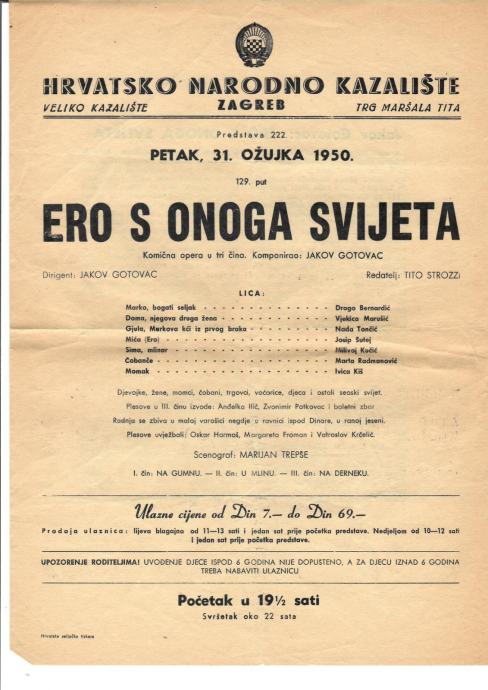 HRVATSKO NARODNO KAZALIŠTE
VELIKO KAZALIŠTE ZAGREB TRG MARŠALA TITA
Predstava 222.
PETAK, 31. OŽUJKA 1950.
129. put
ERO S ONOGA SVIJETA
Komična opera u tri čina. Komponirao: JAKOV GOTOVAC
Dirigent: JAKOV GOTOVAC Redatelj: TITO STROZZI
LICA:
Marko, bogati seljak - - - - - - - - - - - - - - Drago Bernardić
Doma, njegova druga žena - - - - - - - - - - - - Vjekica Marušić
Gjula, Markova kći iz prvog braka - - - - - - - - - Nada Tončić
Mića (Ero) - - - - - - - - - - - - - - - - - Josip Šutej
Sima, mlinar - - - - - - - - - - - - - - - - Milivoj Kučić
Čobanče - - - - - - - - - - - - - - - - - Marta Radmanović
Momak - - - - - - - - - - - - - - - - - Ivica Kiš
Djevojke, žene, momci, čobani, trgovci, voćarice, djeca i ostali seoski svijet.
Plesove u III. činu izvode: Anđelka Ilić, Zvonimir Potkovac i baletni zbor
Radnja se zbiva u maloj varošici negdje u ravnici ispod Dinare, u ranoj jeseni.
Plesove uvježbali: Oskar Harmoš, Margareta Froman i Vatroslav Krčelić.
Scenograf: MARIJAN TREPŠE
I. čin: NA GUMNU. — II. čin: U MLINU. — III. čin: NA DERNEKU.
Ulazne cijene od Din 7.— do Din 69.—
Prodaja ulaznica: lijeva blagajna od 11—13 sati i jedan sat prije početka predstave. Nedjeljom od 10—12 sati
i jedan sat prije početka predstave.
UPOZORENJE RODITELJIMA! UVOĐENJE DJECE ISPOD 6 GODINA NIJE DOPUSTENO, A ZA DJECU IZNAD 6 GODINA
TREBA NABAVITI ULAZNICU
Početak u 19½ sati
Svršetak oko 22 sata
Hrvatska seljačka tiskara